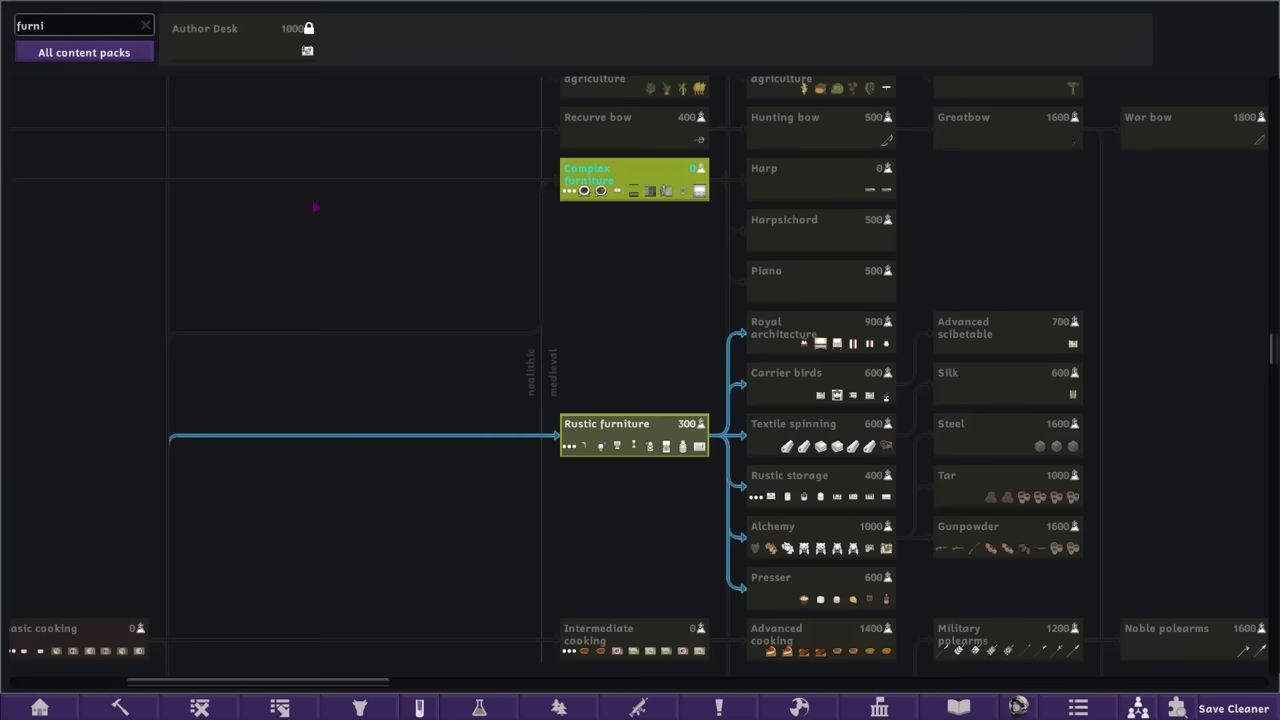 furni
Author Desk 1000
All content packs
agriculture
agriculture
Recurve bow 400
Hunting bow 500
Greatbow 1600
War bow 1800
Complex
furniture 0
Harp 0
Harpsichord 500
Piano 500
Royal
architecture 900
Advanced
scibetable 700
neolithic
medieval
Carrier birds 600
Silk 600
Rustic furniture 300
Textile spinning 600
Steel 1600
Rustic storage 400
Tar 1000
Alchemy 1000
Gunpowder 1600
Presser 600
asic cooking 0
Intermediate
cooking 0
Advanced
cooking 1400
Military
polearms 1200
Noble polearms 1600
Save Cleaner